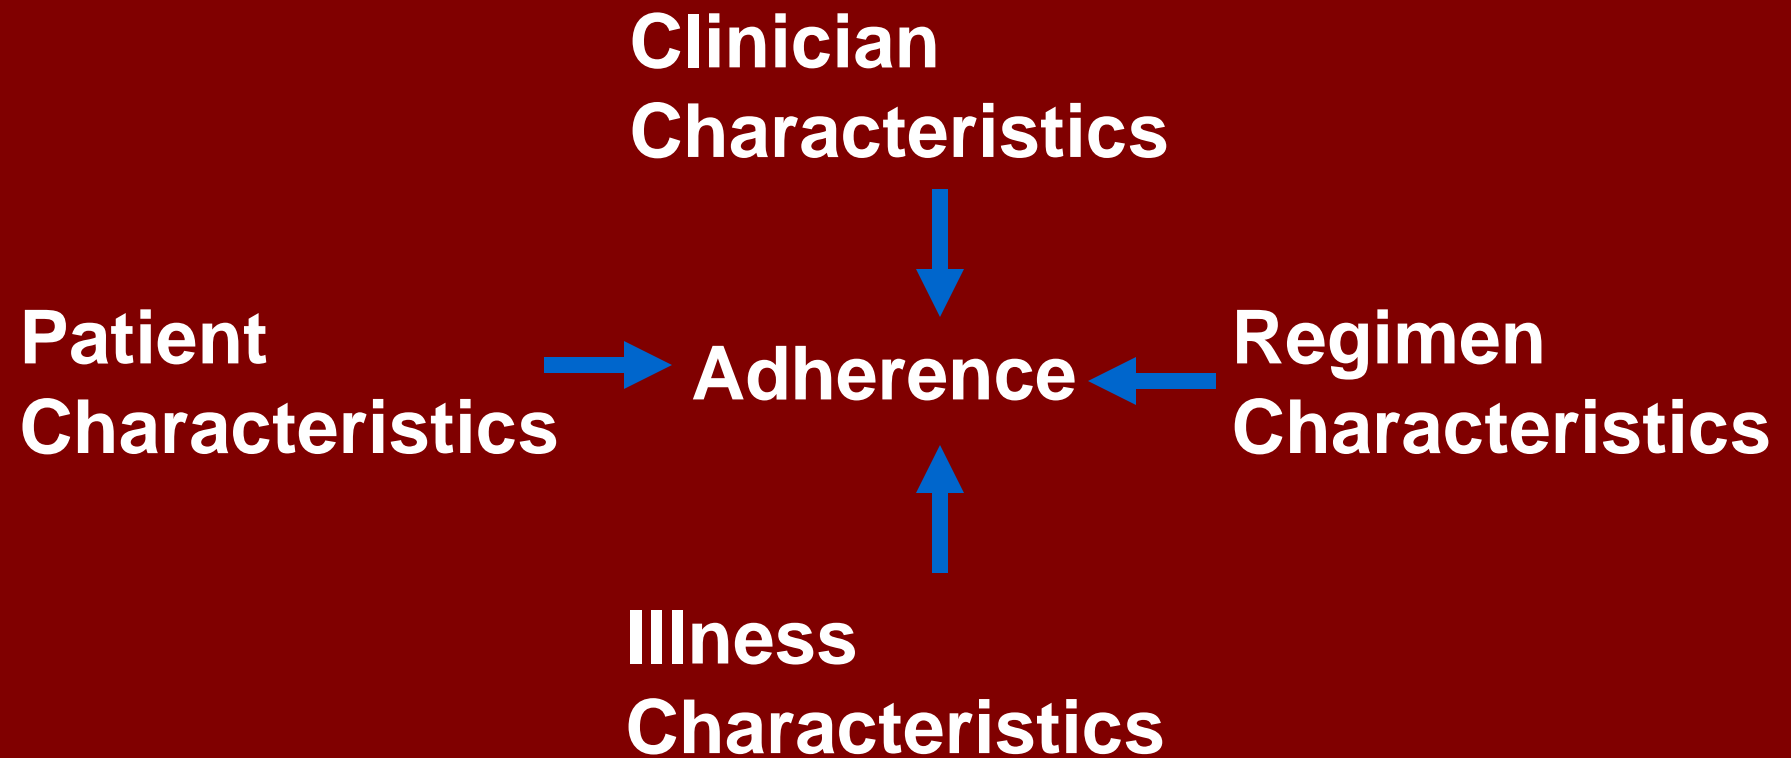 Clinician
Characteristics
Patient
Characteristics
Adherence
Regimen
Characteristics
Illness
Characteristics